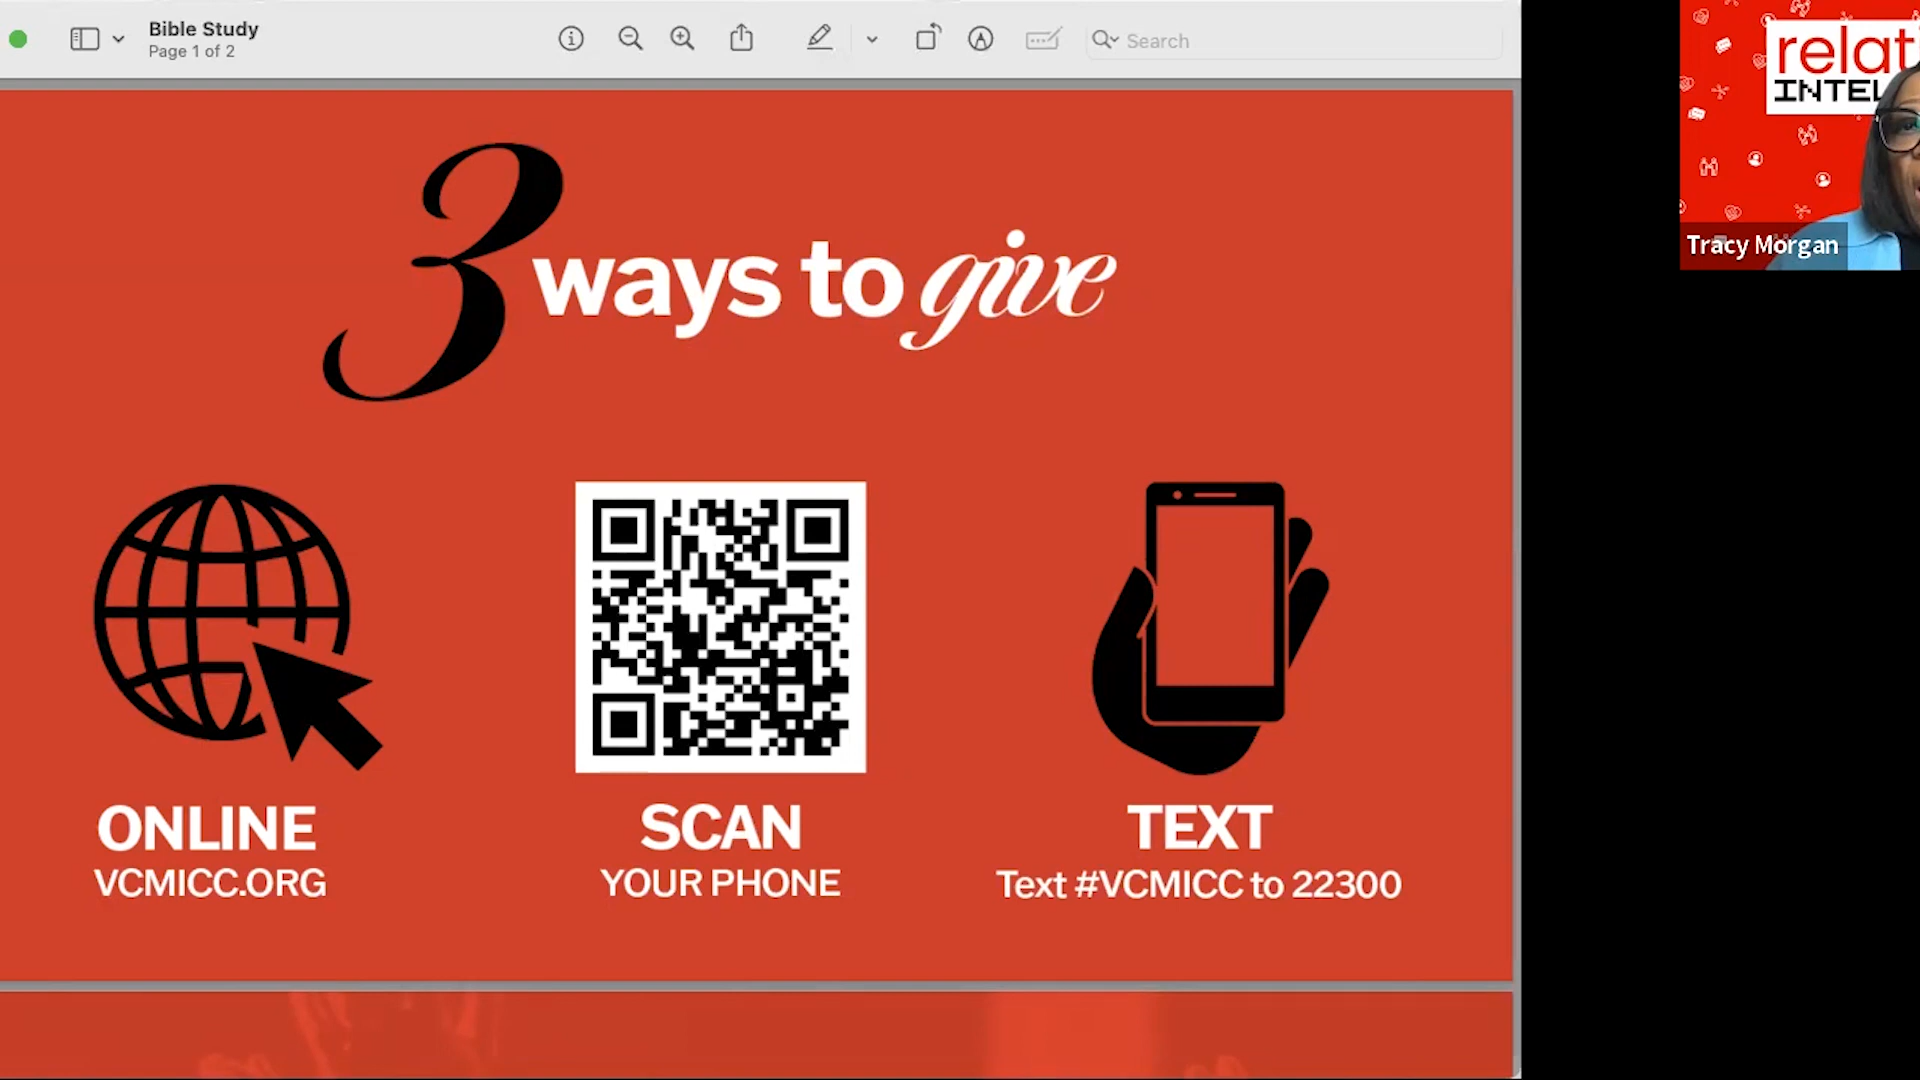 Bible Study
Page 1 of 2
Search
3 ways to give
ONLINE
VCMICC.ORG
SCAN
YOUR PHONE
TEXT
Text #VCMICC to 22300
relat
INTEL
Tracy Morgan